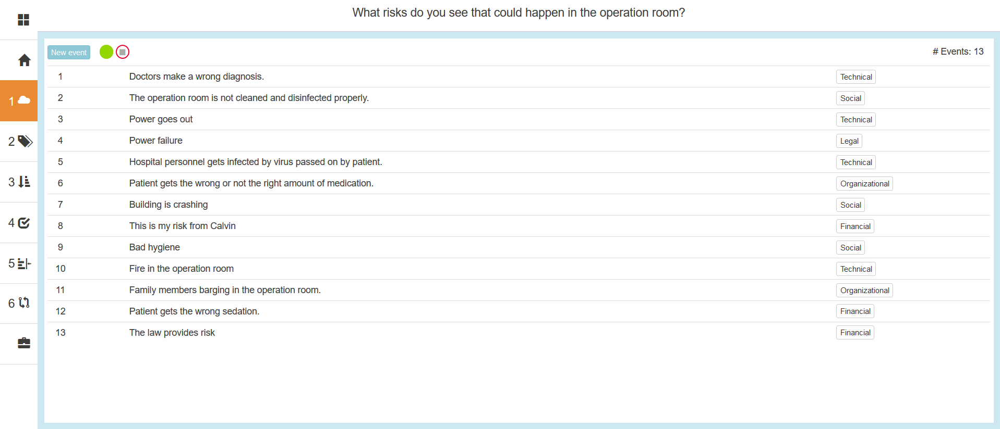 What risks do you see that could happen in the operation room?
New event
# Events: 13
1 Doctors make a wrong diagnosis. Technical
2 The operation room is not cleaned and disinfected properly. Social
3 Power goes out Technical
4 Power failure Legal
5 Hospital personnel gets infected by virus passed on by patient. Technical
6 Patient gets the wrong or not the right amount of medication. Organizational
7 Building is crashing Social
8 This is my risk from Calvin Financial
9 Bad hygiene Social
10 Fire in the operation room Technical
11 Family members barging in the operation room. Organizational
12 Patient gets the wrong sedation. Financial
13 The law provides risk Financial
1
2
3
4
5
6